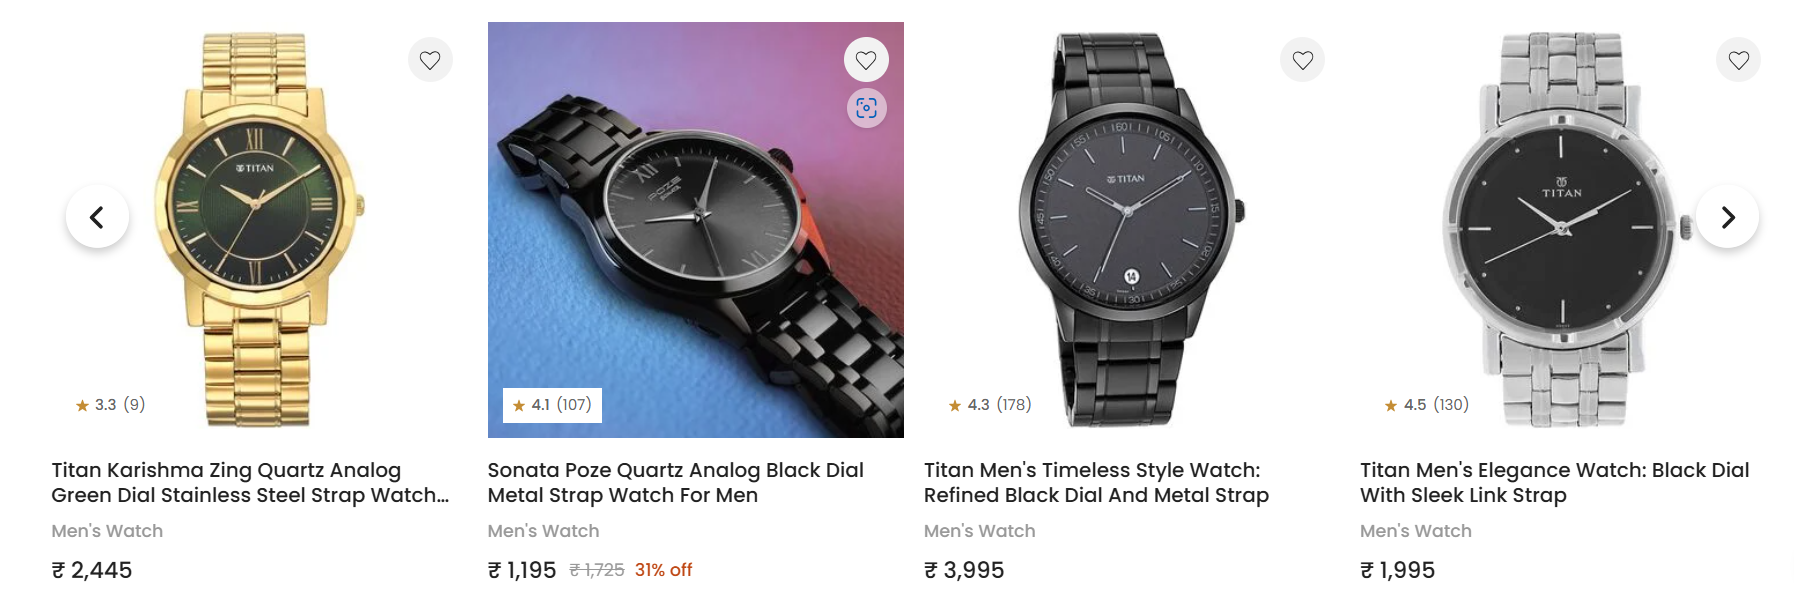 XII
TITAN
POZE
SONATA
TITAN
14
TITAN
★ 3.3 (9)
★ 4.1 (107)
★ 4.3 (178)
★ 4.5 (130)
Titan Karishma Zing Quartz Analog
Green Dial Stainless Steel Strap Watch...
Men's Watch
₹ 2,445
Sonata Poze Quartz Analog Black Dial
Metal Strap Watch For Men
Men's Watch
₹ 1,195 ₹ 1,725 31% off
Titan Men's Timeless Style Watch:
Refined Black Dial And Metal Strap
Men's Watch
₹ 3,995
Titan Men's Elegance Watch: Black Dial
With Sleek Link Strap
Men's Watch
₹ 1,995